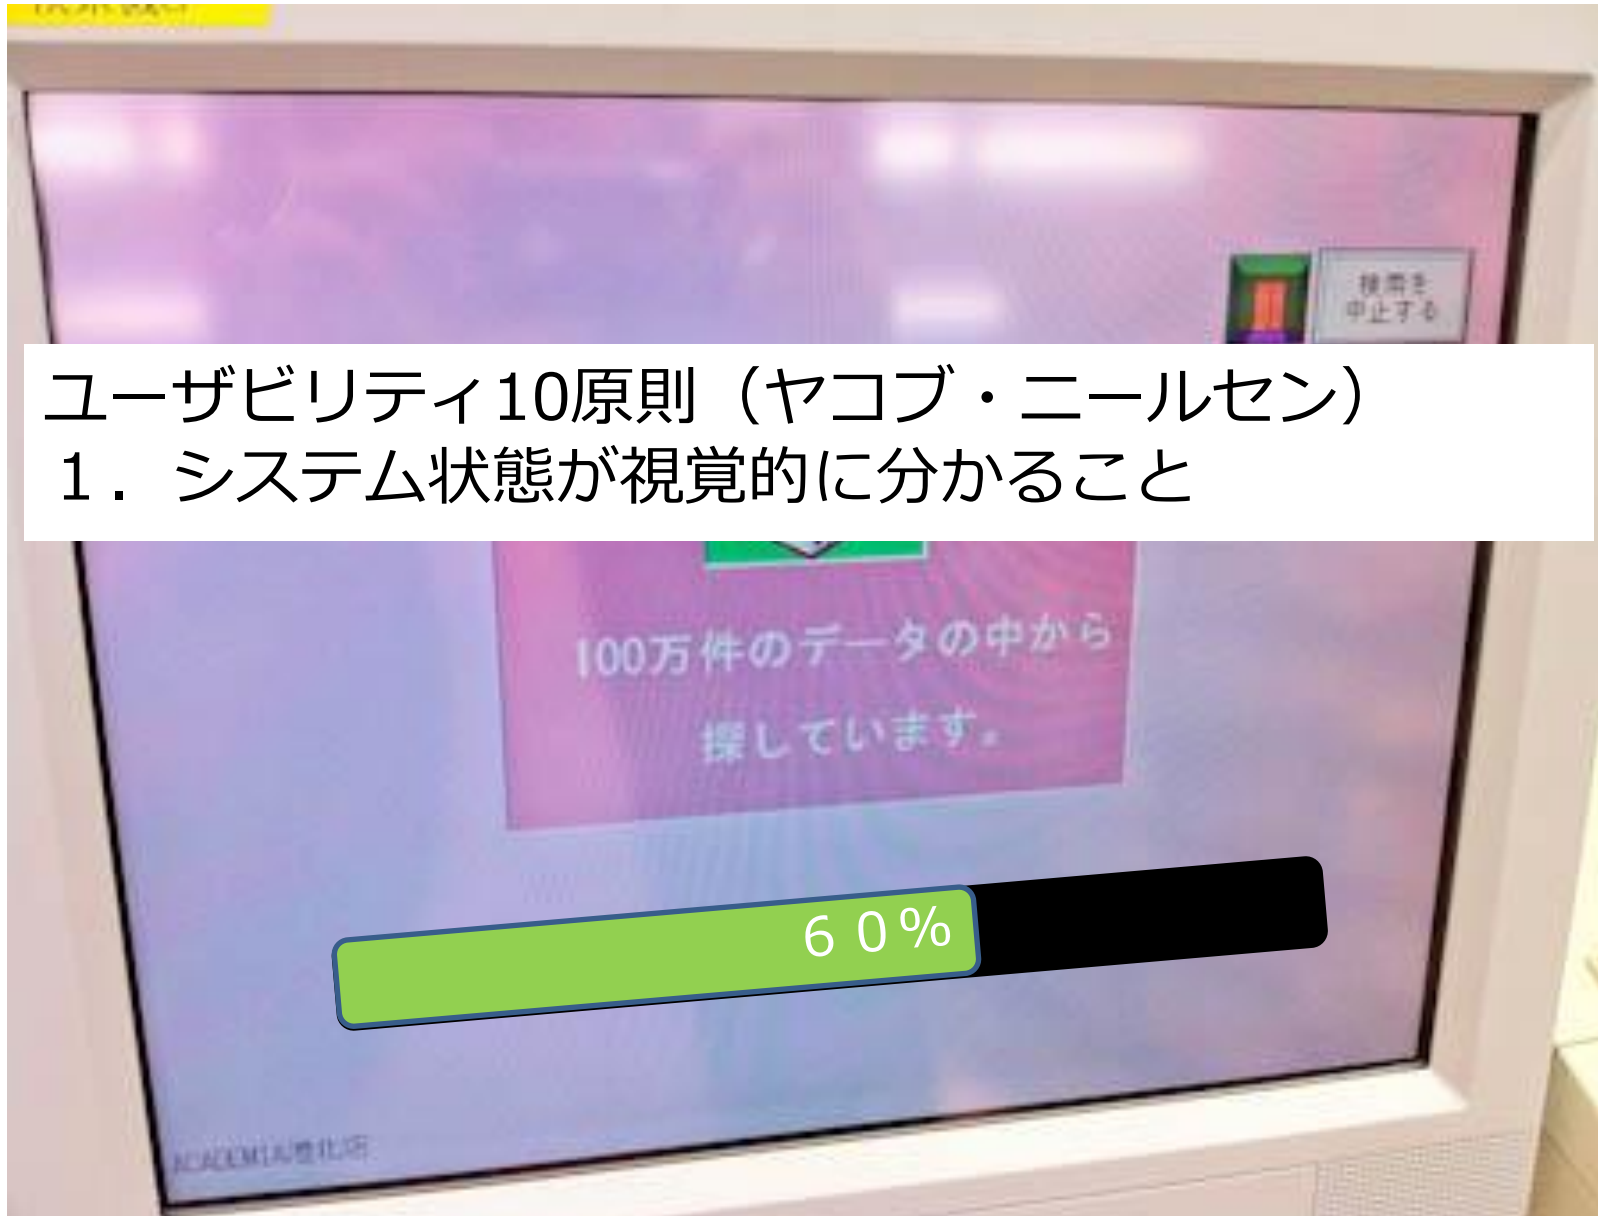 検索を
中止する
ユーザビリティ10原則（ヤコブ・ニールセン）
１．システム状態が視覚的に分かること
100万件のデータの中から
探しています。
６０%